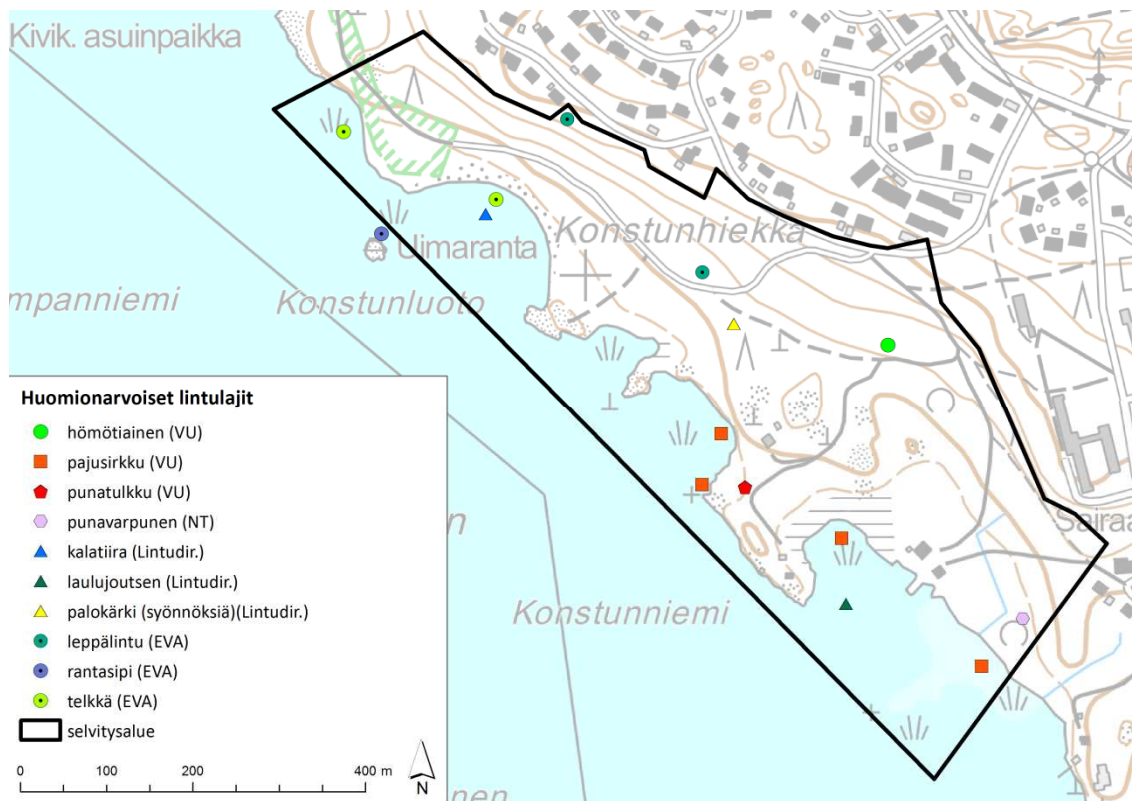 Kivik. asuinpaikka
Uimaranta
Konstunhiekka
mpanniemi
Konstunluoto
Konstunniemi
Sairaa
n
nen
Huomionarvoiset lintulajit
hömötiainen (VU)
pajusirkku (VU)
punatulkku (VU)
punavarpunen (NT)
kalatiira (Lintudir.)
laulujoutsen (Lintudir.)
palokärki (syönnöksiä)(Lintudir.)
leppälintu (EVA)
rantasipi (EVA)
telkkä (EVA)
selvitysalue
0 100 200 400 m
N